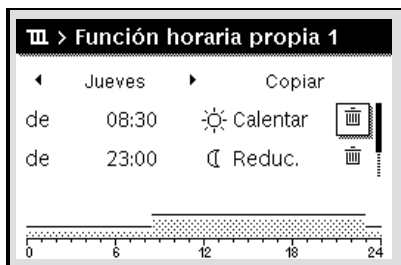 > Función horaria propia 1
Jueves Copiar
de 08:30 Calentar
de 23:00 Reduc.
0 6 12 18 24